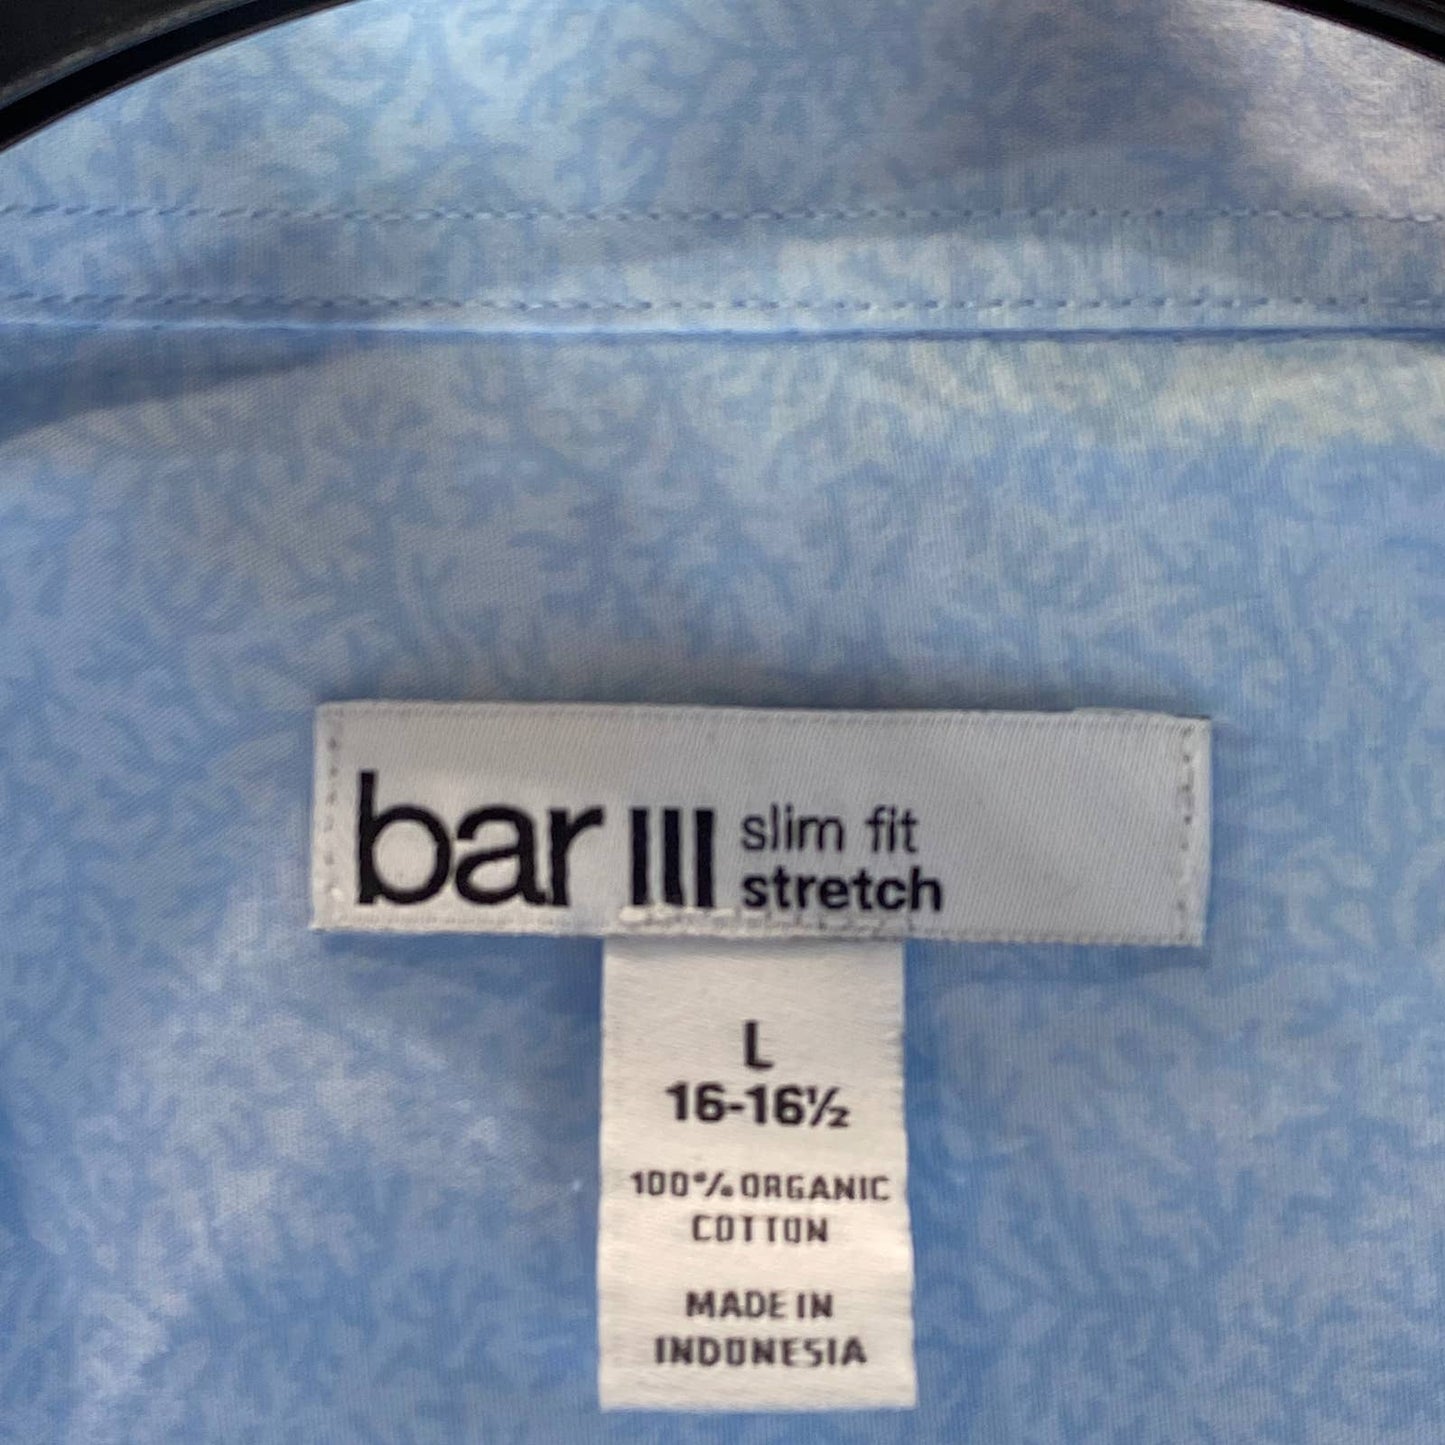 bar III slim fit
stretch
L
16-16½
100% ORGANIC
COTTON
MADE IN
INDONESIA